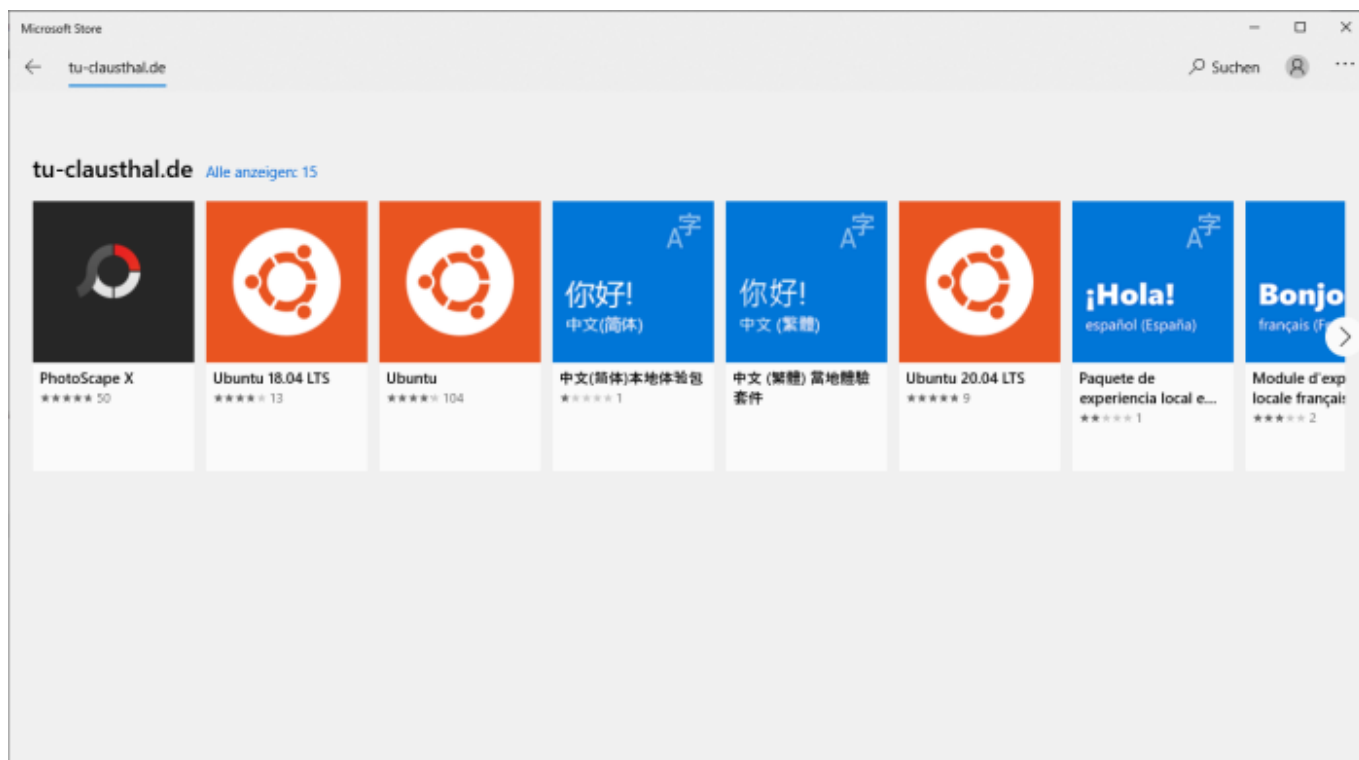 Microsoft Store
tu-clausthal.de
Suchen
tu-clausthal.de Alle anzeigen: 15
PhotoScape X
50
Ubuntu 18.04 LTS
13
Ubuntu
104
你好!
中文(简体)
中文(简体)本地体验包
1
你好!
中文 (繁體)
中文 (繁體) 當地體驗
套件
Ubuntu 20.04 LTS
9
¡Hola!
español (España)
Paquete de
experiencia local e...
1
Bonjo
français (F
Module d'exp
locale français
2